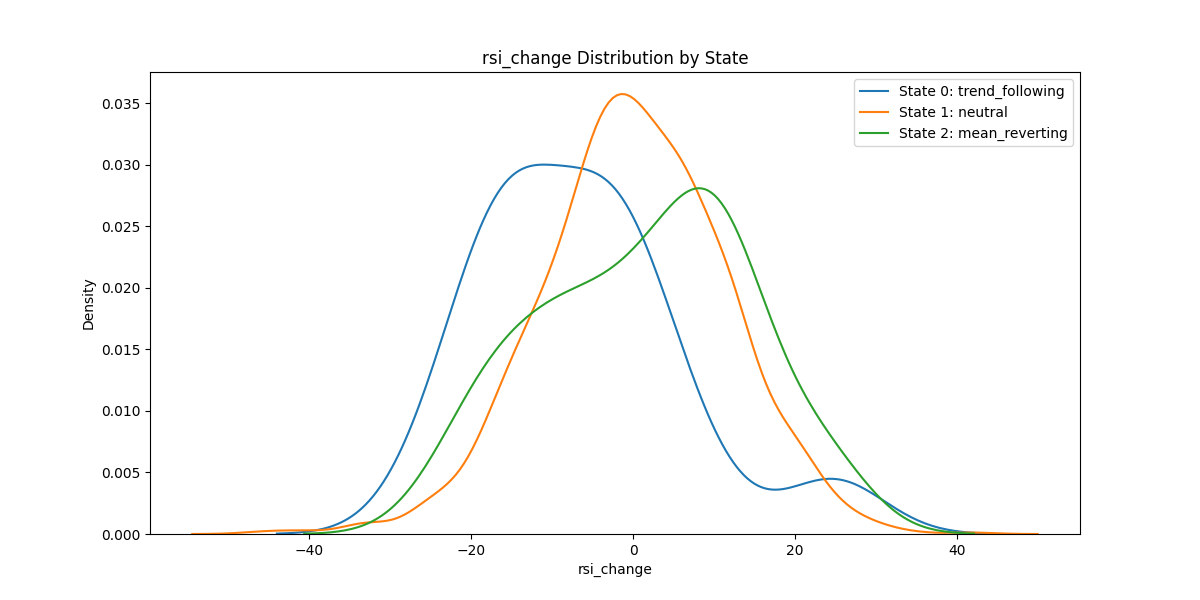 rsi_change Distribution by State
State 0: trend_following
State 1: neutral
State 2: mean_reverting
Density
0.035
0.030
0.025
0.020
0.015
0.010
0.005
0.000
−40
−20
0
20
40
rsi_change